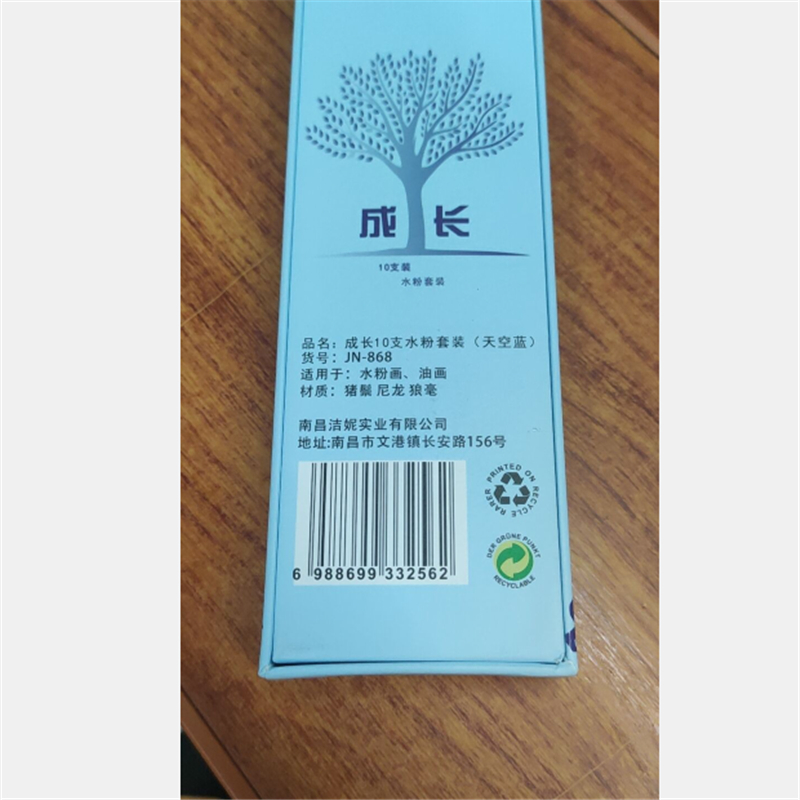 成长
10支装
水粉套装
品名：成长10支水粉套装（天空蓝）
货号：JN-868
适用于：水粉画、油画
材质：猪鬃 尼龙 狼毫
南昌洁妮实业有限公司
地址:南昌市文港镇长安路156号
PRINTED ON RECYCLE RARER
6 988699 332562
DER GRÜNE PUNKT
RECYCLABLE